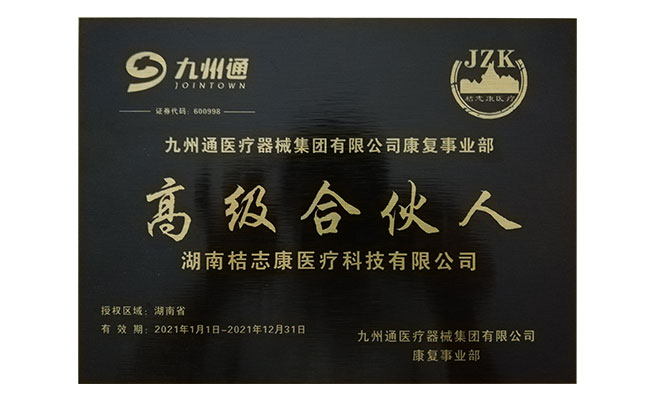 九州通
JOINTOWN
证券代码：600998
JZK
桔志康医疗
九州通医疗器械集团有限公司康复事业部
高级合伙人
湖南桔志康医疗科技有限公司
授权区域：湖南省
有 效 期：2021年1月1日-2021年12月31日
九州通医疗器械集团有限公司
康复事业部